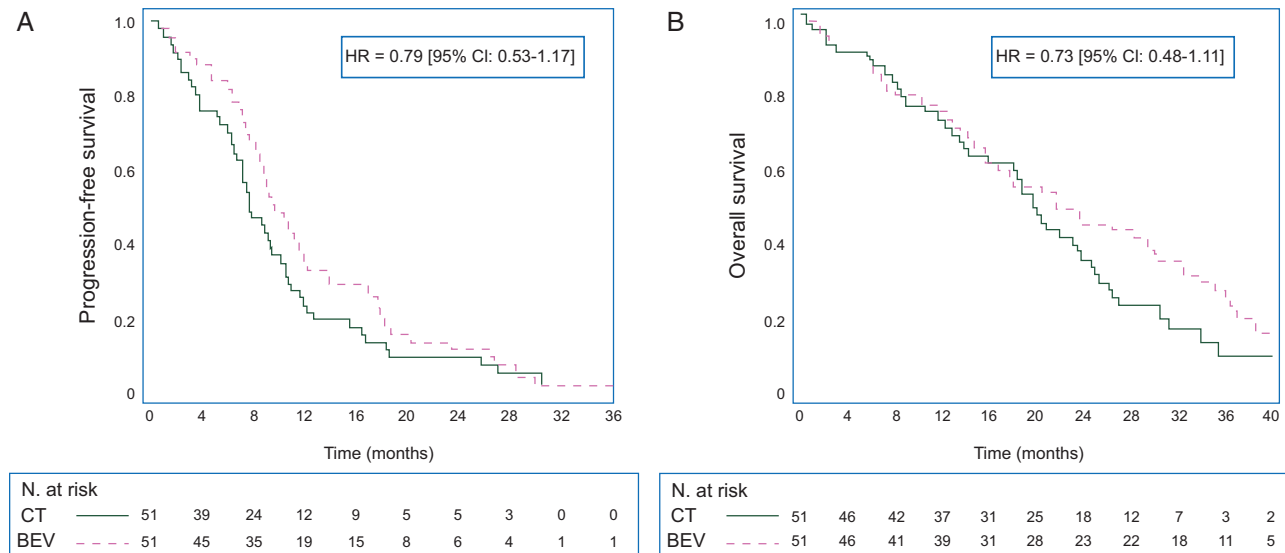 A
HR = 0.79 [95% CI: 0.53-1.17]
Progression-free survival
1.0
0.8
0.6
0.4
0.2
0
0 4 8 12 16 20 24 28 32 36
Time (months)
N. at risk
CT 51 39 24 12 9 5 5 3 0 0
BEV 51 45 35 19 15 8 6 4 1 1
B
HR = 0.73 [95% CI: 0.48-1.11]
Overall survival
1.0
0.8
0.6
0.4
0.2
0
0 4 8 12 16 20 24 28 32 36 40
Time (months)
N. at risk
CT 51 46 42 37 31 25 18 12 7 3 2
BEV 51 46 41 39 31 28 23 22 18 11 5